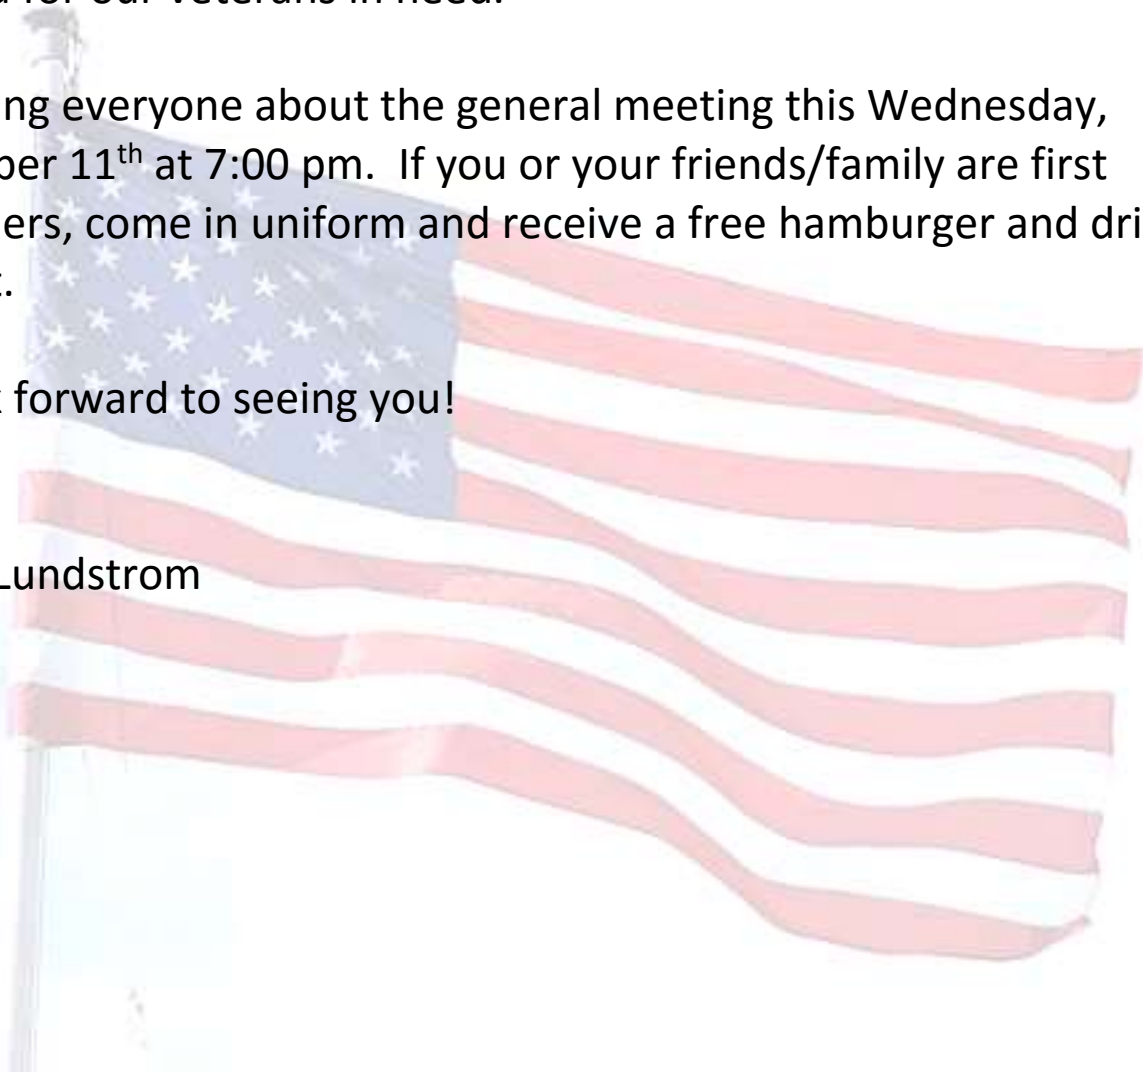 for our veterans in need.
ng everyone about the general meeting this Wednesday,
ber 11th at 7:00 pm. If you or your friends/family are first
ers, come in uniform and receive a free hamburger and dri
t.
k forward to seeing you!
Lundstrom